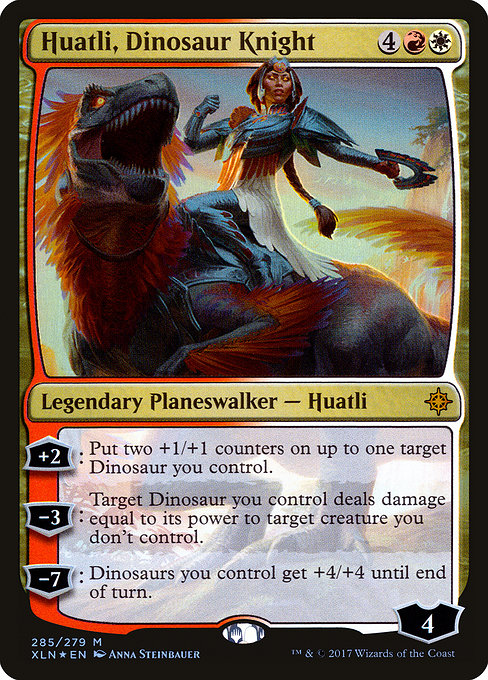 Huatli, Dinosaur Knight 4
Legendary Planeswalker — Huatli
+2: Put two +1/+1 counters on up to one target
Dinosaur you control.
Target Dinosaur you control deals damage
−3: equal to its power to target creature you
don't control.
−7: Dinosaurs you control get +4/+4 until end
of turn.
4
285/279 M
XLN ★ EN Anna Steinbauer
™ & © 2017 Wizards of the Coast